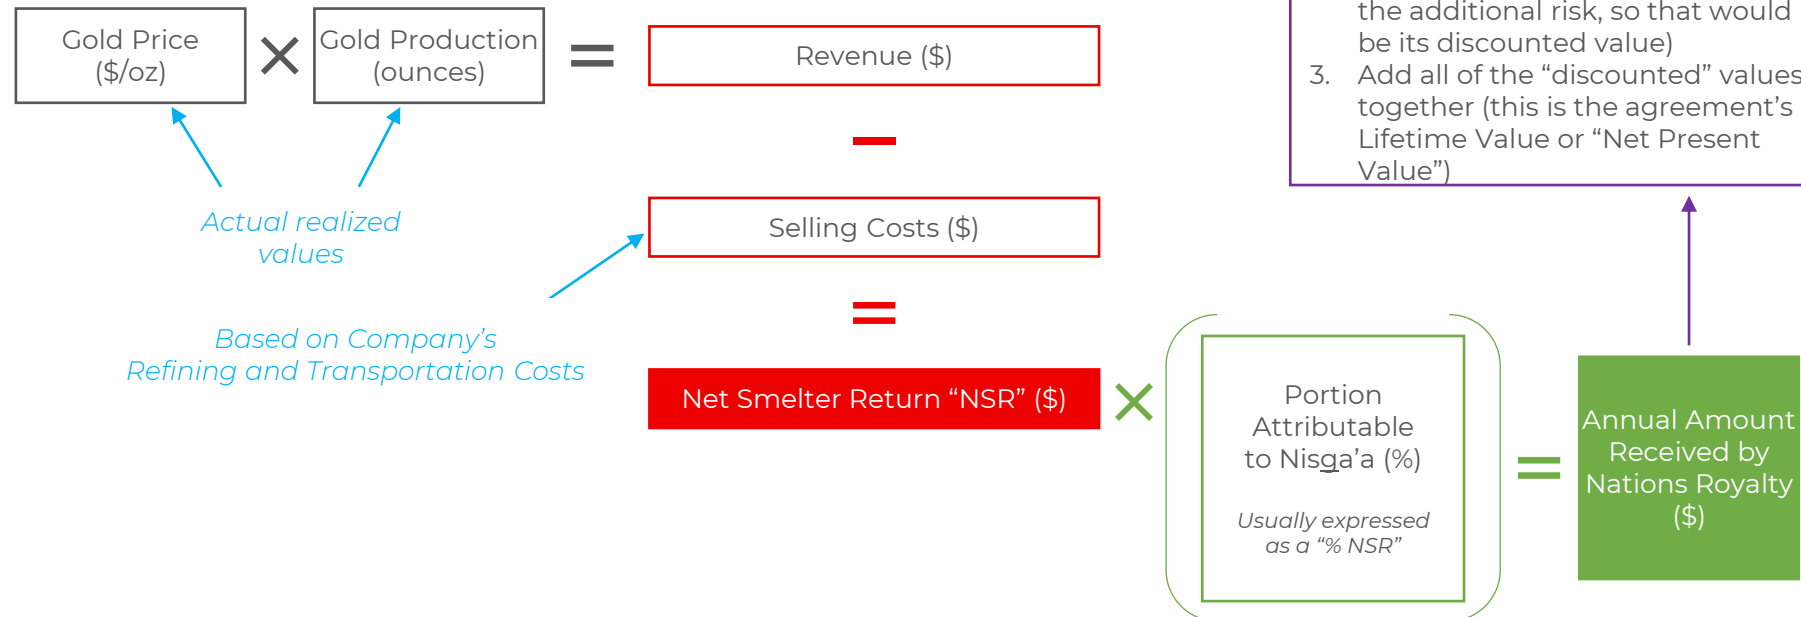 Gold Price
($/oz)
×
Gold Production
(ounces)
=
Revenue ($)
the additional risk, so that would
be its discounted value)
3. Add all of the “discounted” values
together (this is the agreement’s
Lifetime Value or “Net Present
Value”)
−
Actual realized
values
Selling Costs ($)
=
Based on Company’s
Refining and Transportation Costs
Net Smelter Return “NSR” ($)
×
Portion
Attributable
to Nisg̱a’a (%)
Usually expressed
as a “% NSR”
=
Annual Amount
Received by
Nations Royalty
($)